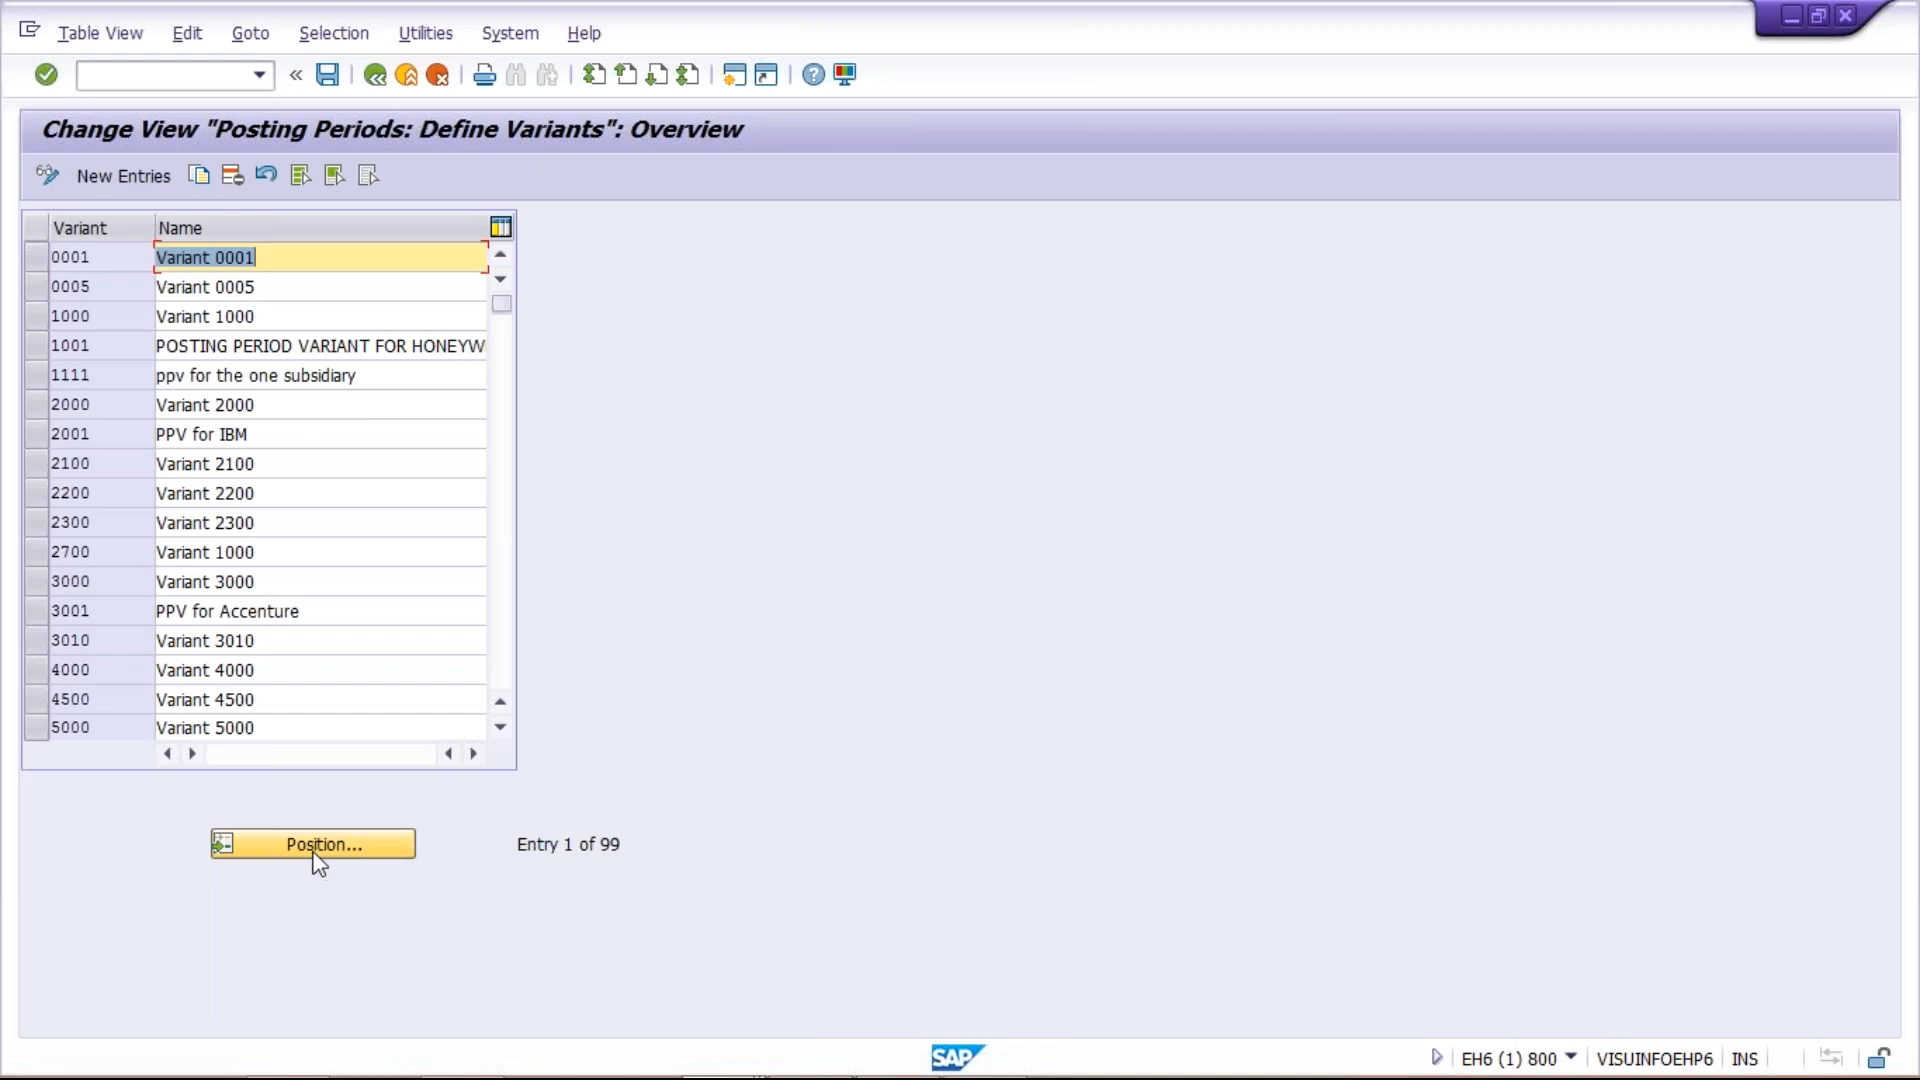 Table View Edit Goto Selection Utilities System Help
Change View "Posting Periods: Define Variants": Overview
New Entries
Variant Name
0001 Variant 0001
0005 Variant 0005
1000 Variant 1000
1001 POSTING PERIOD VARIANT FOR HONEYW
1111 ppv for the one subsidiary
2000 Variant 2000
2001 PPV for IBM
2100 Variant 2100
2200 Variant 2200
2300 Variant 2300
2700 Variant 1000
3000 Variant 3000
3001 PPV for Accenture
3010 Variant 3010
4000 Variant 4000
4500 Variant 4500
5000 Variant 5000
Position... Entry 1 of 99
SAP EH6 (1) 800 VISUINFOEHP6 INS